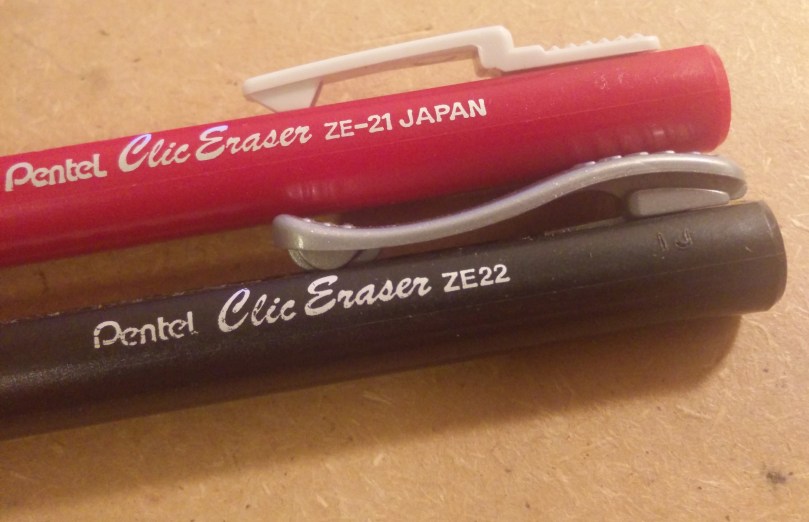 Pentel Clic Eraser ZE-21 JAPAN
Pentel Clic Eraser ZE22